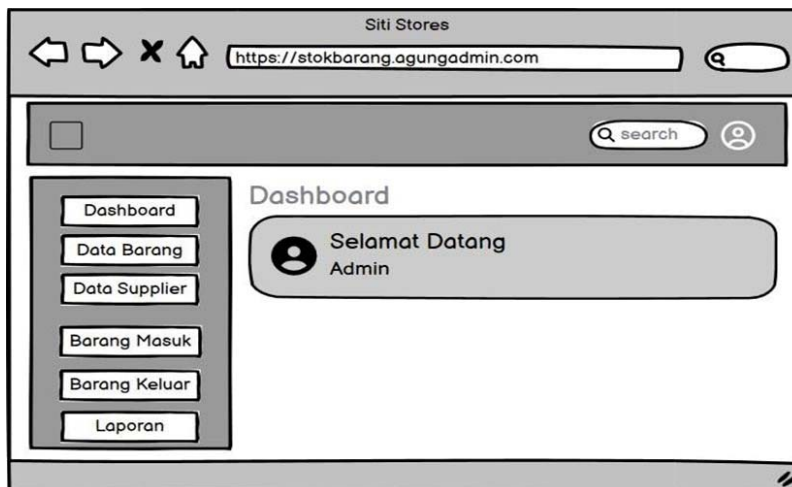 Siti Stores
https://stokbarang.agungadmin.com
search
Dashboard
Data Barang
Data Supplier
Barang Masuk
Barang Keluar
Laporan
Dashboard
Selamat Datang
Admin